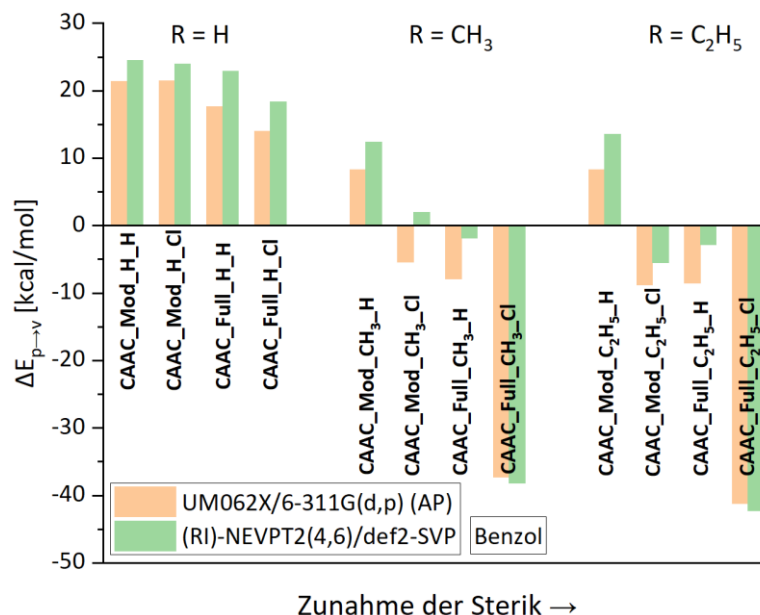 R = H
R = CH₃
R = C₂H₅
30
20
10
0
-10
-20
-30
-40
-50
ΔE p→v [kcal/mol]
CAAC_Mod_H_H
CAAC_Mod_H_Cl
CAAC_Full_H_H
CAAC_Full_H_Cl
CAAC_Mod_CH₃_H
CAAC_Mod_CH₃_Cl
CAAC_Full_CH₃_H
CAAC_Full_CH₃_Cl
CAAC_Mod_C₂H₅_H
CAAC_Mod_C₂H₅_Cl
CAAC_Full_C₂H₅_H
CAAC_Full_C₂H₅_Cl
UM062X/6-311G(d,p) (AP)
(RI)-NEVPT2(4,6)/def2-SVP
Benzol
Zunahme der Sterik →